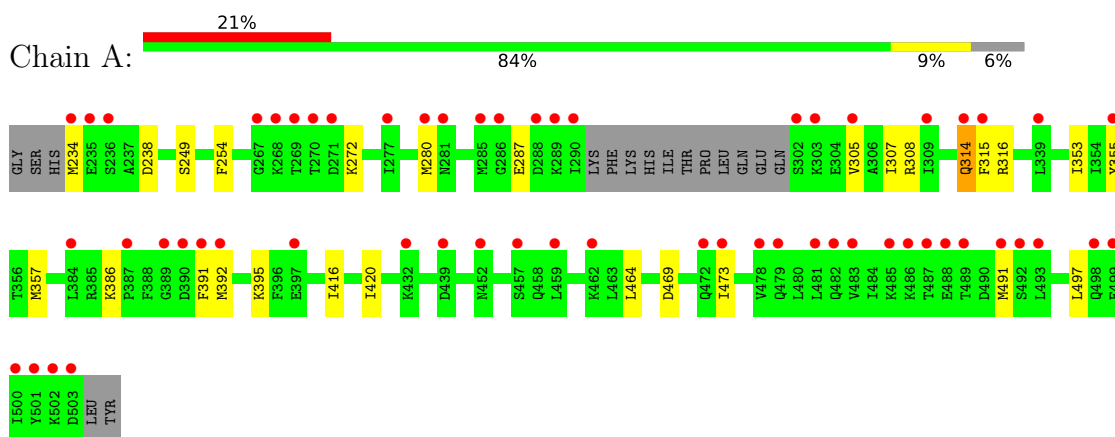 21%
Chain A:
84% 9% 6%
GLY SER HIS M234 E235 S236 A237 D238 S249 F254 G267 K268 T269 T270 D271 K272 I277 M280 N281 M285 G286 E287 D288 K289 I290 LYS PHE LYS HIS ILE THR PRO LEU GLN GLU GLN S302 K303 E304 V305 A306 I307 R308 I309 Q314 F315 R316 L339 I353 I354 Y355
T356 M357 L384 R385 K386 P387 F388 G389 D390 F391 M392 K395 F396 E397 I416 I420 K432 D439 N452 S457 Q458 L459 K462 L463 L464 D469 Q472 I473 V478 Q479 L480 L481 Q482 V483 I484 K485 K486 T487 E488 T489 D490 M491 S492 L493 L497 Q498 E499
I500 Y501 K502 D503 LEU TYR